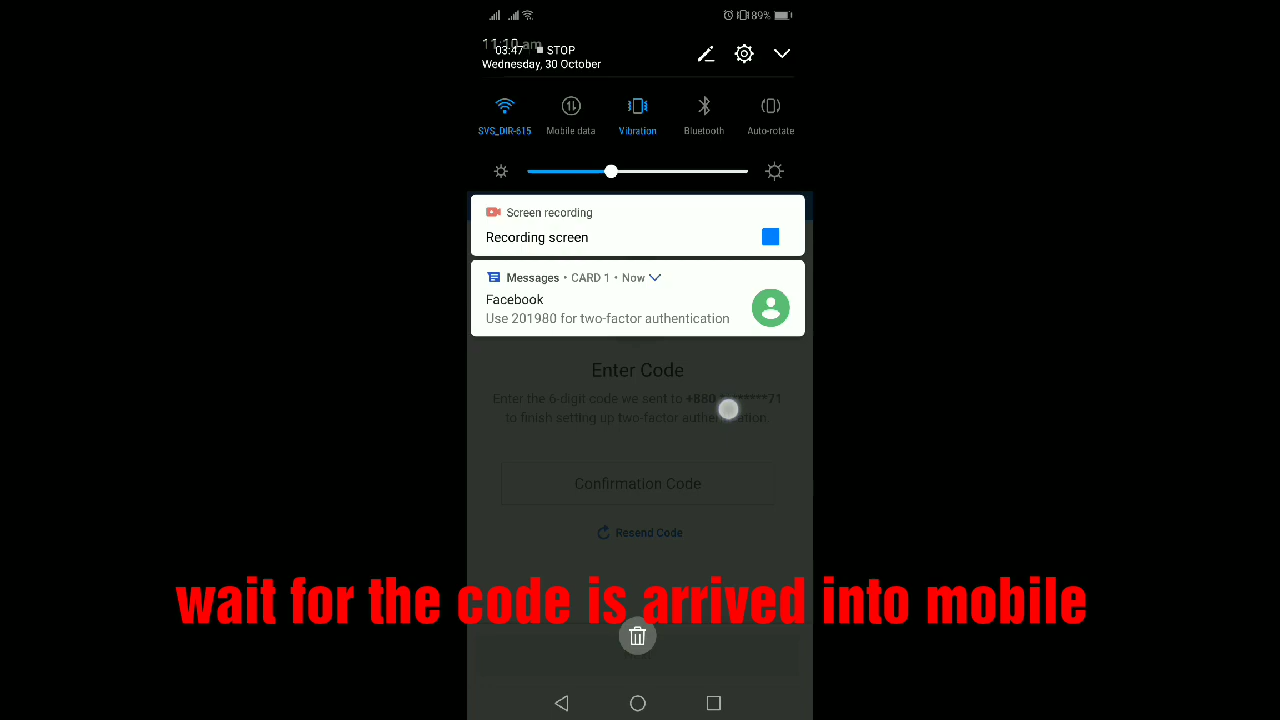 89%
11:10 am
03:47 STOP
Wednesday, 30 October
SVS_DIR-615 Mobile data Vibration Bluetooth Auto-rotate
Screen recording
Recording screen
Messages • CARD 1 • Now
Facebook
Use 201980 for two-factor authentication
Enter Code
Enter the 6-digit code we sent to +880 *******71
to finish setting up two-factor authentication.
Confirmation Code
Resend Code
wait for the code is arrived into mobile